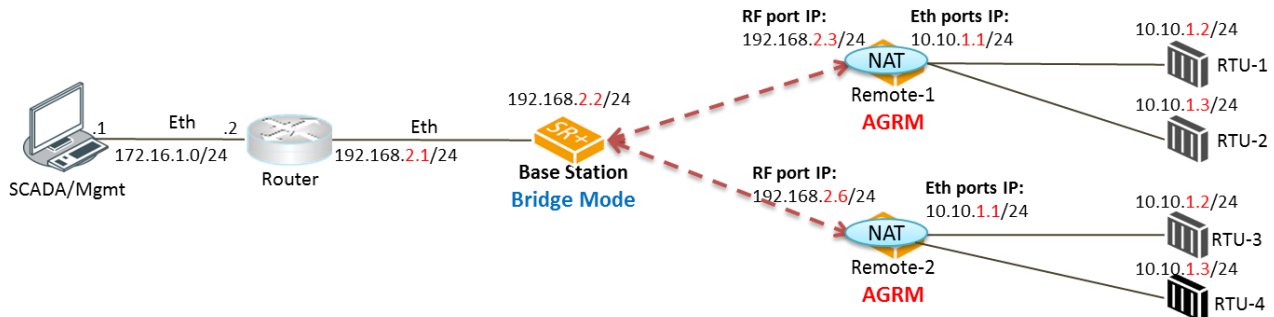 SCADA/Mgmt
.1
Eth
172.16.1.0/24
.2
Router
Eth
192.168.2.1/24
192.168.2.2/24
SR+
Base Station
Bridge Mode
RF port IP:
192.168.2.3/24
Eth ports IP:
10.10.1.1/24
NAT
Remote-1
AGRM
10.10.1.2/24
RTU-1
10.10.1.3/24
RTU-2
RF port IP:
192.168.2.6/24
Eth ports IP:
10.10.1.1/24
NAT
Remote-2
AGRM
10.10.1.2/24
RTU-3
10.10.1.3/24
RTU-4